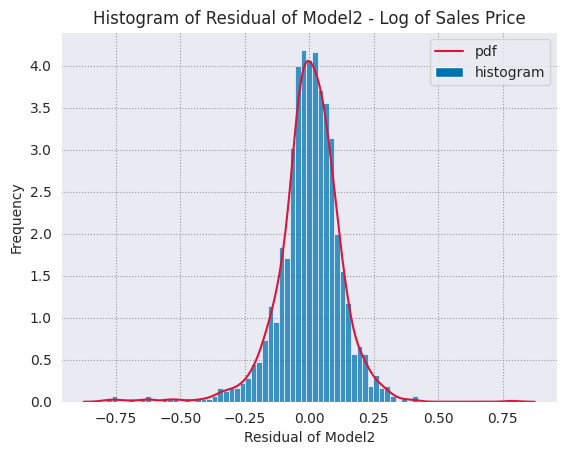 Histogram of Residual of Model2 - Log of Sales Price
pdf
histogram
Frequency
4.0
3.5
3.0
2.5
2.0
1.5
1.0
0.5
0.0
−0.75 −0.50 −0.25 0.00 0.25 0.50 0.75
Residual of Model2